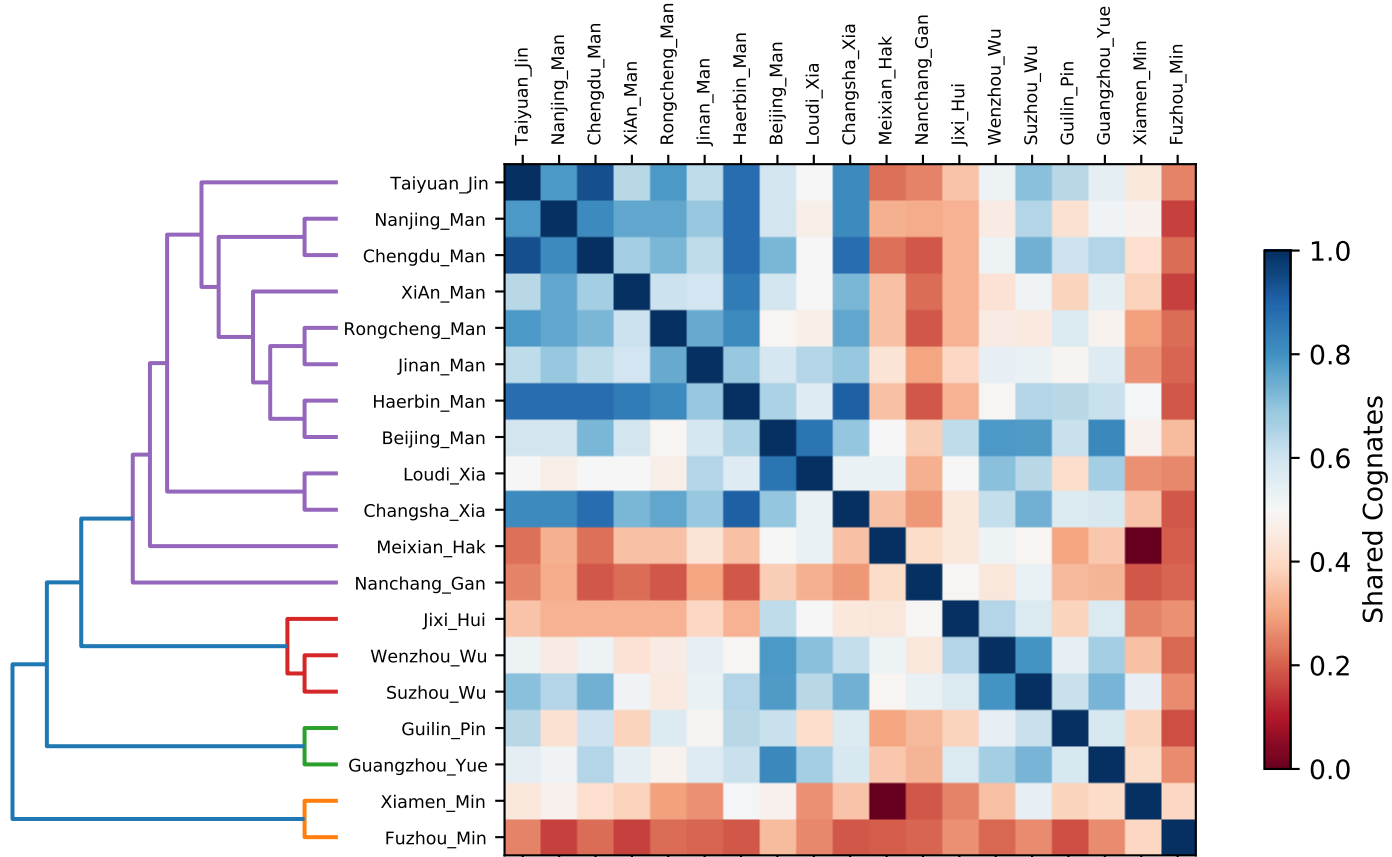 Taiyuan_Jin
Nanjing_Man
Chengdu_Man
XiAn_Man
Rongcheng_Man
Jinan_Man
Haerbin_Man
Beijing_Man
Loudi_Xia
Changsha_Xia
Meixian_Hak
Nanchang_Gan
Jixi_Hui
Wenzhou_Wu
Suzhou_Wu
Guilin_Pin
Guangzhou_Yue
Xiamen_Min
Fuzhou_Min
Taiyuan_Jin
Nanjing_Man
Chengdu_Man
XiAn_Man
Rongcheng_Man
Jinan_Man
Haerbin_Man
Beijing_Man
Loudi_Xia
Changsha_Xia
Meixian_Hak
Nanchang_Gan
Jixi_Hui
Wenzhou_Wu
Suzhou_Wu
Guilin_Pin
Guangzhou_Yue
Xiamen_Min
Fuzhou_Min
1.0
0.8
0.6
0.4
0.2
0.0
Shared Cognates